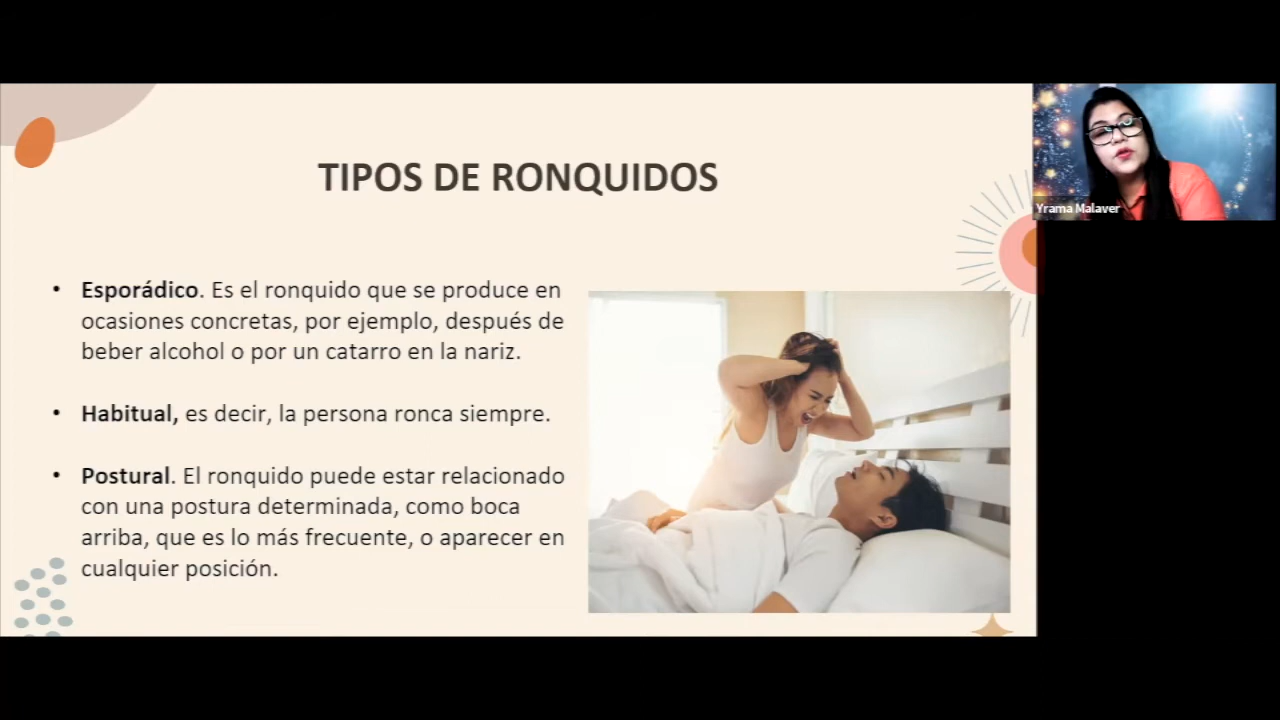 TIPOS DE RONQUIDOS
Yrama Malaver
• Esporádico. Es el ronquido que se produce en
ocasiones concretas, por ejemplo, después de
beber alcohol o por un catarro en la nariz.
• Habitual, es decir, la persona ronca siempre.
• Postural. El ronquido puede estar relacionado
con una postura determinada, como boca
arriba, que es lo más frecuente, o aparecer en
cualquier posición.